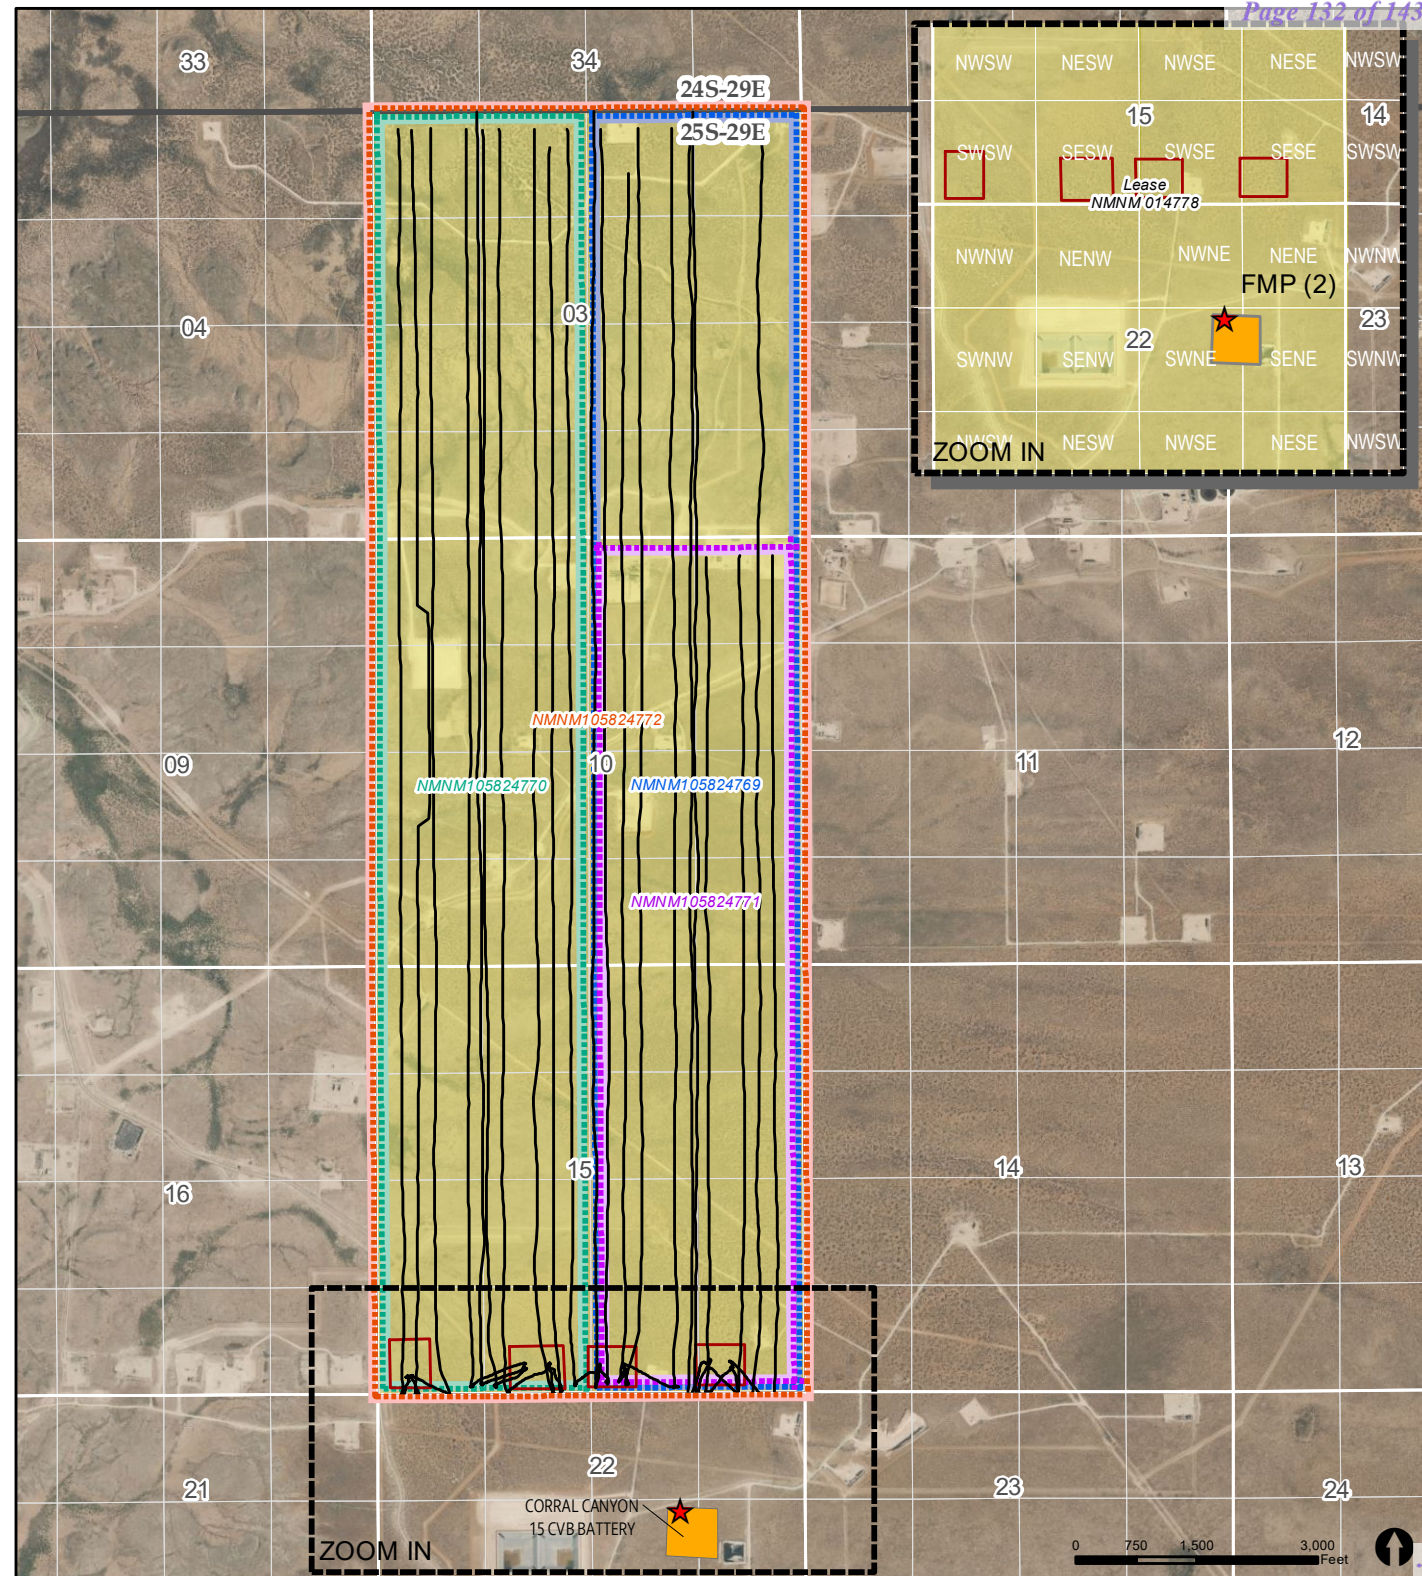 Page 132 of 143
33
34
24S-29E
25S-29E
NWSW
NESW
NWSE
NESE
NWSW
15
14
SWSW
SESW
SWSE
SESE
SWSW
Lease
NMNM 014778
NWNW
NENW
NWNE
NENE
NWNW
FMP (2)
22
23
SWNW
SENW
SWNE
SENE
SWNW
NWSW
NESW
NWSE
NESE
NWSW
ZOOM IN
04
03
NMNM105824772
09
10
11
12
NMNM105824770
NMNM105824769
NMNM105824771
16
15
14
13
21
22
23
24
CORRAL CANYON
15 CVB BATTERY
ZOOM IN
0 750 1,500 3,000
Feet